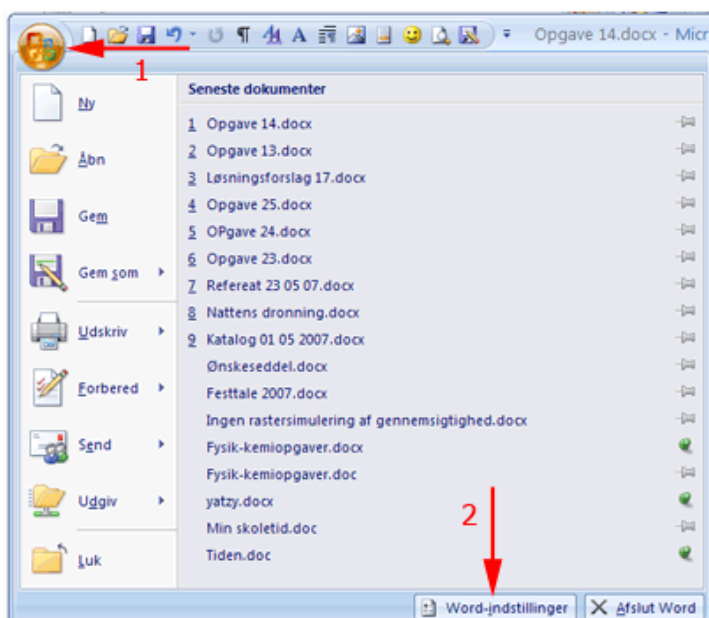 Opgave 14.docx - Micr
1
Ny
Åbn
Gem
Gem som
Udskriv
Forbered
Send
Udgiv
Luk
Seneste dokumenter
1 Opgave 14.docx
2 Opgave 13.docx
3 Løsningsforslag 17.docx
4 Opgave 25.docx
5 OPgave 24.docx
6 Opgave 23.docx
7 Refereat 23 05 07.docx
8 Nattens dronning.docx
9 Katalog 01 05 2007.docx
Ønskeseddel.docx
Festtale 2007.docx
Ingen rastersimulering af gennemsigtighed.docx
Fysik-kemiopgaver.docx
Fysik-kemiopgaver.doc
yatzy.docx
Min skoletid.doc
Tiden.doc
2
Word-indstillinger
Afslut Word